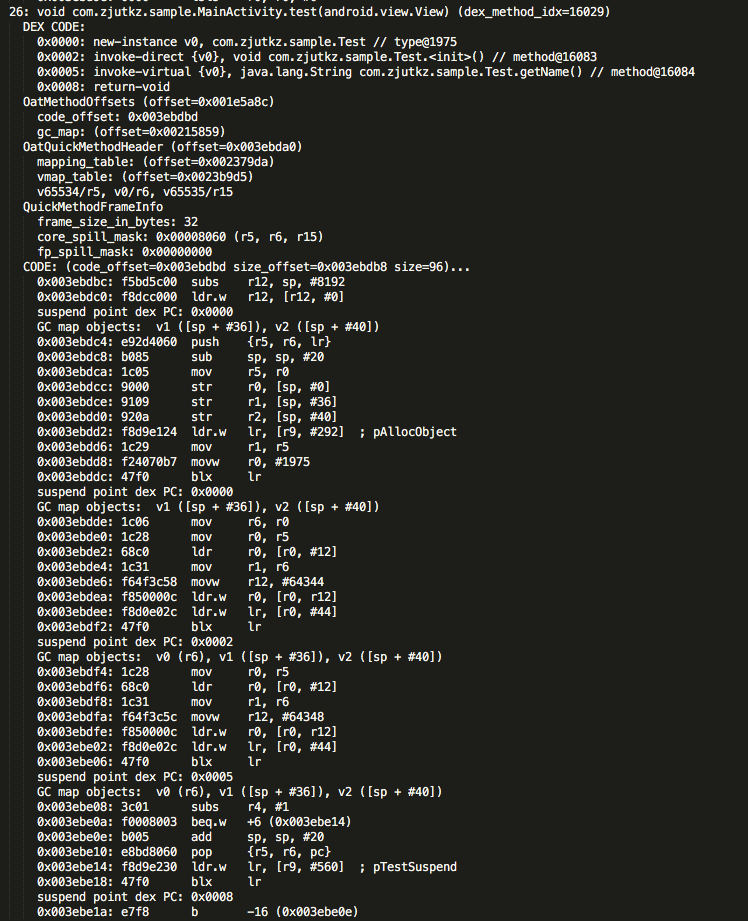 26: void com.zjutkz.sample.MainActivity.test(android.view.View) (dex_method_idx=16029)
DEX CODE:
0x0000: new-instance v0, com.zjutkz.sample.Test // type@1975
0x0002: invoke-direct {v0}, void com.zjutkz.sample.Test.<init>() // method@16083
0x0005: invoke-virtual {v0}, java.lang.String com.zjutkz.sample.Test.getName() // method@16084
0x0008: return-void
OatMethodOffsets (offset=0x001e5a8c)
code_offset: 0x003ebdbd
gc_map: (offset=0x00215859)
OatQuickMethodHeader (offset=0x003ebda0)
mapping_table: (offset=0x002379da)
vmap_table: (offset=0x0023b9d5)
v65534/r5, v0/r6, v65535/r15
QuickMethodFrameInfo
frame_size_in_bytes: 32
core_spill_mask: 0x00008060 (r5, r6, r15)
fp_spill_mask: 0x00000000
CODE: (code_offset=0x003ebdbd size_offset=0x003ebdb8 size=96)...
0x003ebdbc: f5bd5c00 subs r12, sp, #8192
0x003ebdc0: f8dcc000 ldr.w r12, [r12, #0]
suspend point dex PC: 0x0000
GC map objects: v1 ([sp + #36]), v2 ([sp + #40])
0x003ebdc4: e92d4060 push {r5, r6, lr}
0x003ebdc8: b085 sub sp, sp, #20
0x003ebdca: 1c05 mov r5, r0
0x003ebdcc: 9000 str r0, [sp, #0]
0x003ebdce: 9109 str r1, [sp, #36]
0x003ebdd0: 920a str r2, [sp, #40]
0x003ebdd2: f8d9e124 ldr.w lr, [r9, #292] ; pAllocObject
0x003ebdd6: 1c29 mov r1, r5
0x003ebdd8: f24070b7 movw r0, #1975
0x003ebddc: 47f0 blx lr
suspend point dex PC: 0x0000
GC map objects: v1 ([sp + #36]), v2 ([sp + #40])
0x003ebdde: 1c06 mov r6, r0
0x003ebde0: 1c28 mov r0, r5
0x003ebde2: 68c0 ldr r0, [r0, #12]
0x003ebde4: 1c31 mov r1, r6
0x003ebde6: f64f3c58 movw r12, #64344
0x003ebdea: f850000c ldr.w r0, [r0, r12]
0x003ebdee: f8d0e02c ldr.w lr, [r0, #44]
0x003ebdf2: 47f0 blx lr
suspend point dex PC: 0x0002
GC map objects: v0 (r6), v1 ([sp + #36]), v2 ([sp + #40])
0x003ebdf4: 1c28 mov r0, r5
0x003ebdf6: 68c0 ldr r0, [r0, #12]
0x003ebdf8: 1c31 mov r1, r6
0x003ebdfa: f64f3c5c movw r12, #64348
0x003ebdfe: f850000c ldr.w r0, [r0, r12]
0x003ebe02: f8d0e02c ldr.w lr, [r0, #44]
0x003ebe06: 47f0 blx lr
suspend point dex PC: 0x0005
GC map objects: v0 (r6), v1 ([sp + #36]), v2 ([sp + #40])
0x003ebe08: 3c01 subs r4, #1
0x003ebe0a: f0008003 beq.w +6 (0x003ebe14)
0x003ebe0e: b005 add sp, sp, #20
0x003ebe10: e8bd8060 pop {r5, r6, pc}
0x003ebe14: f8d9e230 ldr.w lr, [r9, #560] ; pTestSuspend
0x003ebe18: 47f0 blx lr
suspend point dex PC: 0x0008
0x003ebe1a: e7f8 b -16 (0x003ebe0e)